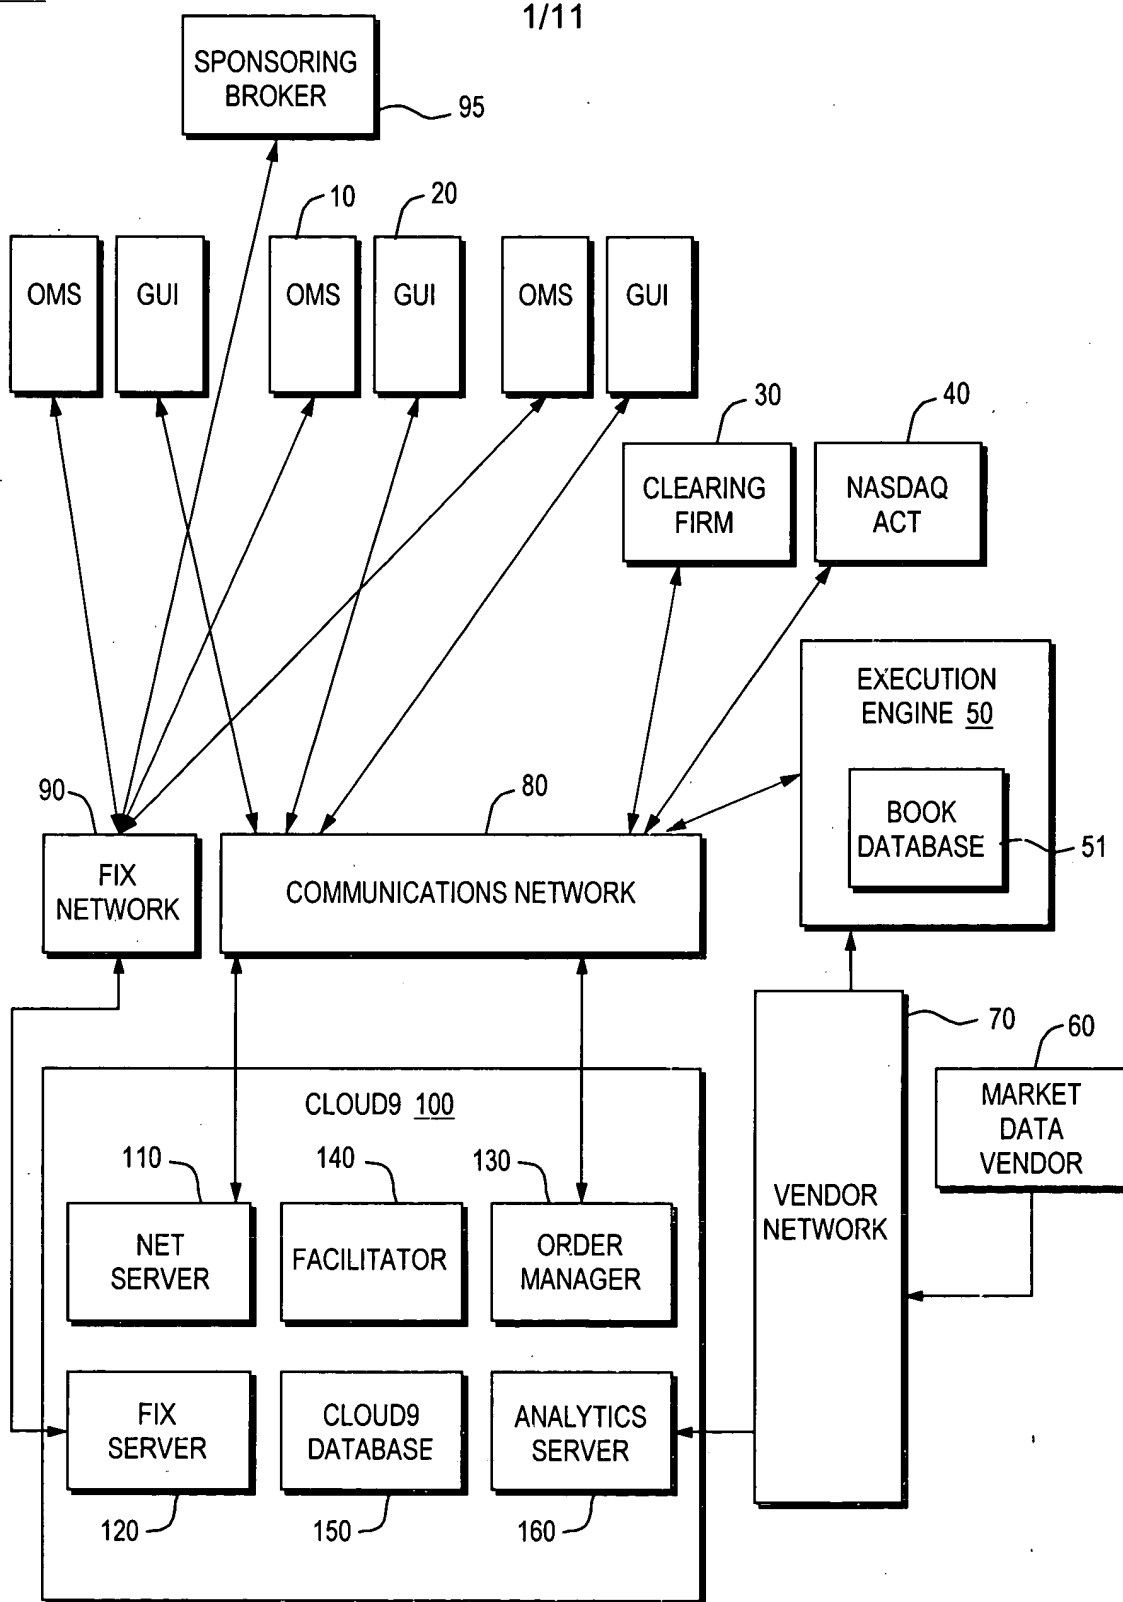 1/11
SPONSORING
BROKER
95
10
20
OMS
GUI
OMS
GUI
OMS
GUI
30
40
CLEARING
FIRM
NASDAQ
ACT
EXECUTION
ENGINE 50
BOOK
DATABASE
51
90
80
FIX
NETWORK
COMMUNICATIONS NETWORK
70
60
MARKET
DATA
VENDOR
VENDOR
NETWORK
CLOUD9 100
110
140
130
NET
SERVER
FACILITATOR
ORDER
MANAGER
FIX
SERVER
CLOUD9
DATABASE
ANALYTICS
SERVER
120
150
160